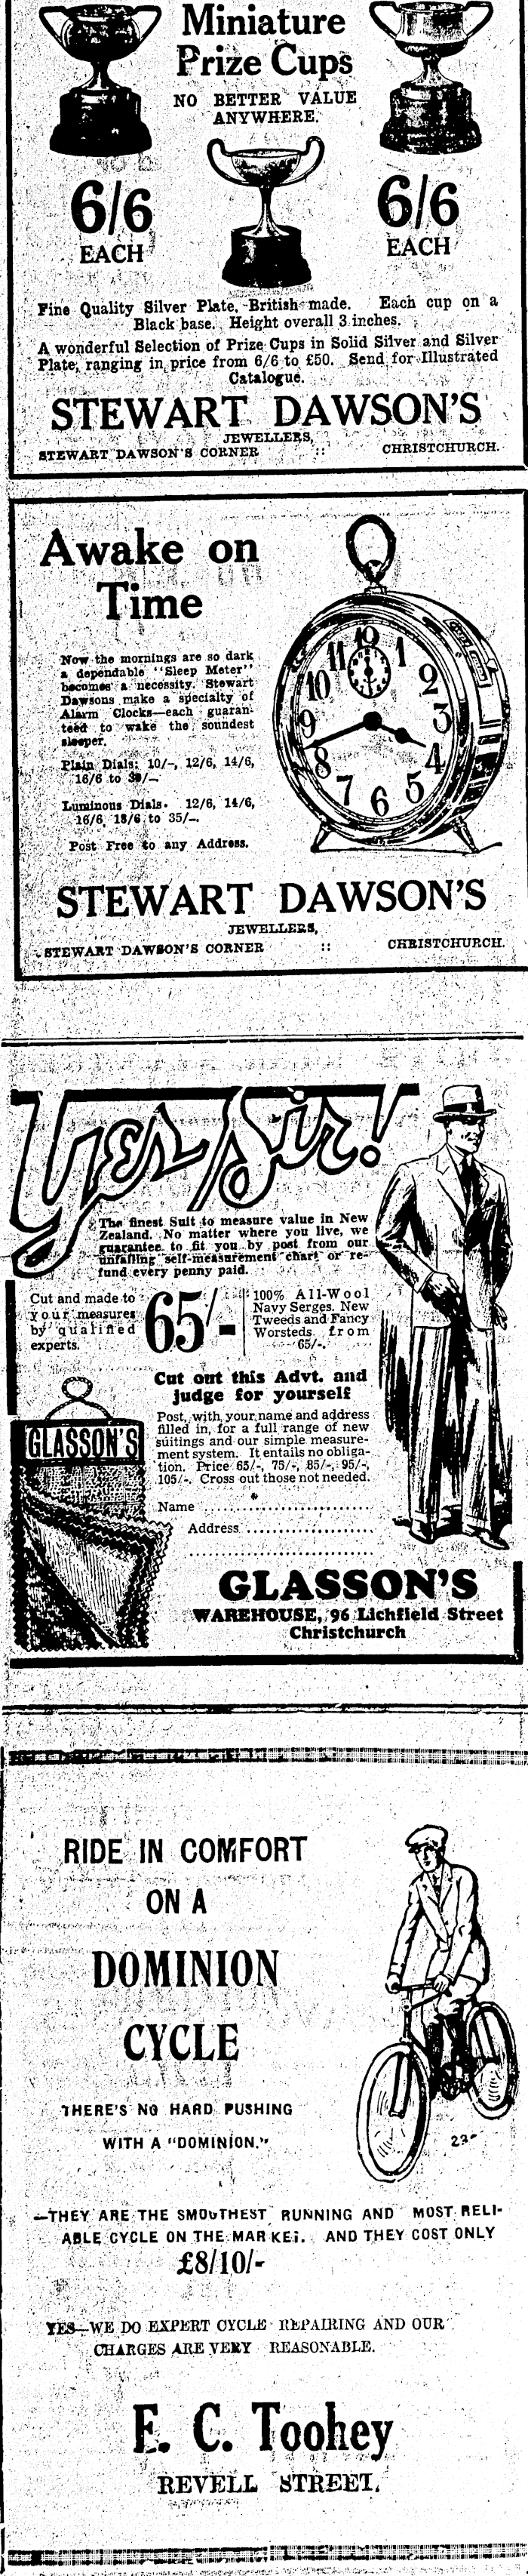 Miniature
Prize Cups
NO BETTER VALUE
ANYWHERE.
6/6
EACH
6/6
EACH
Fine Quality Silver Plate, British made. Each cup on a
Black base. Height overall 3 inches.
A wonderful Selection of Prize Cups in Solid Silver and Silver
Plate, ranging in price from 6/6 to £50. Send for Illustrated
Catalogue.
STEWART DAWSON'S
JEWELLERS,
STEWART DAWSON'S CORNER :: CHRISTCHURCH.
Awake on
Time
Now the mornings are so dark
a dependable "Sleep Meter"
becomes a necessity. Stewart
Dawsons make a specialty of
Alarm Clocks—each guaran-
teed to wake the soundest
sleeper.
Plain Dials: 10/-, 12/6, 14/6,
16/6 to 30/-.
Luminous Dials. 12/6, 14/6,
16/6, 18/6 to 35/-.
Post Free to any Address.
12 1 2 3 4 5 6 7 8 9 10 11
STEWART DAWSON'S
JEWELLERS,
STEWART DAWSON'S CORNER :: CHRISTCHURCH.
Yes Sir!
The finest Suit to measure value in New
Zealand. No matter where you live, we
guarantee to fit you by post from our
unfailing self-measurement chart or re-
fund every penny paid.
Cut and made to
your measures
by qualified
experts.
65/-
100% All-Wool
Navy Serges. New
Tweeds and Fancy
Worsteds from
65/-.
Cut out this Advt. and
judge for yourself
Post, with your name and address
filled in, for a full range of new
suitings and our simple measure-
ment system. It entails no obliga-
tion. Price 65/-, 75/-, 85/-, 95/-,
105/-. Cross out those not needed.
GLASSON'S
Name ..............................
Address ..............................
..............................
GLASSON'S
WAREHOUSE, 96 Lichfield Street
Christchurch
RIDE IN COMFORT
ON A
DOMINION
CYCLE
THERE'S NO HARD PUSHING
WITH A "DOMINION."
—THEY ARE THE SMOOTHEST RUNNING AND MOST RELI-
ABLE CYCLE ON THE MARKET. AND THEY COST ONLY
£8/10/-
YES—WE DO EXPERT CYCLE REPAIRING AND OUR
CHARGES ARE VERY REASONABLE.
E. C. Toohey
REVELL STREET.